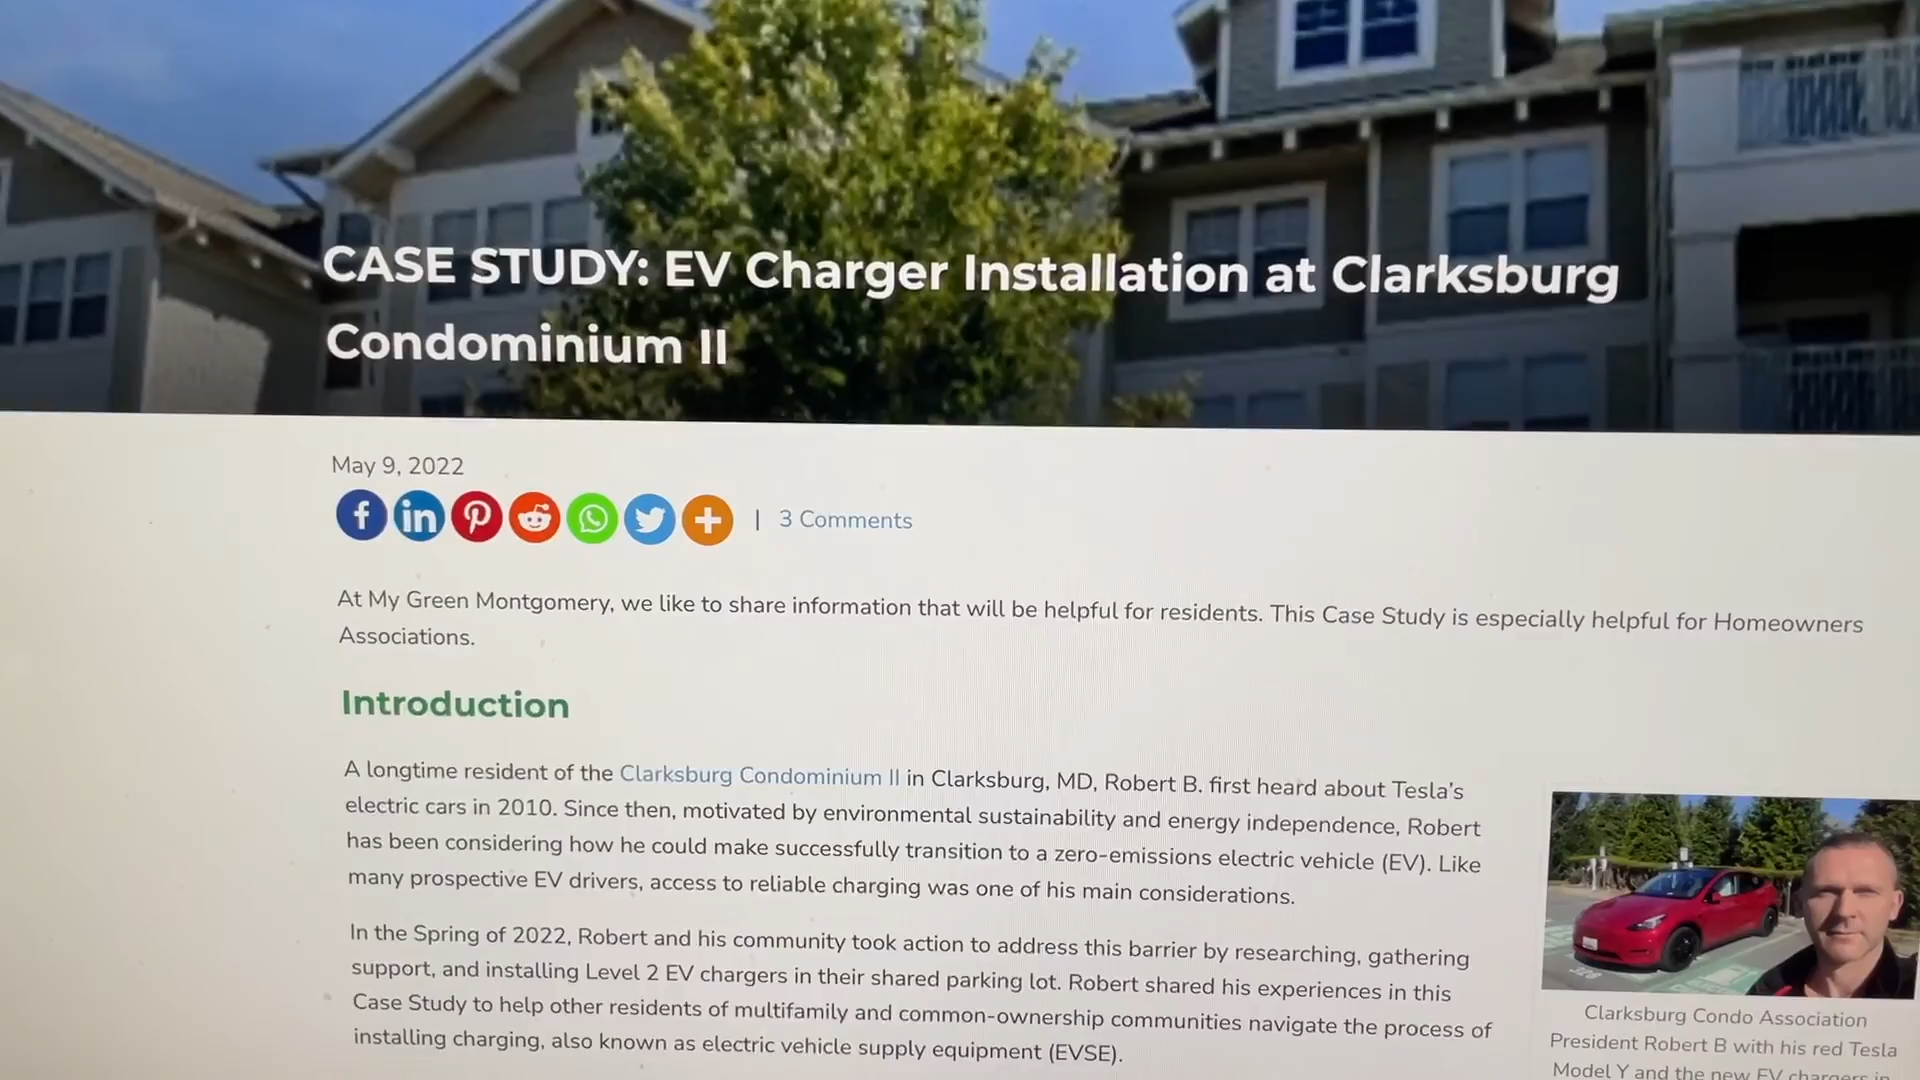 CASE STUDY: EV Charger Installation at Clarksburg
Condominium II
May 9, 2022
| 3 Comments
At My Green Montgomery, we like to share information that will be helpful for residents. This Case Study is especially helpful for Homeowners
Associations.
Introduction
A longtime resident of the Clarksburg Condominium II in Clarksburg, MD, Robert B. first heard about Tesla's
electric cars in 2010. Since then, motivated by environmental sustainability and energy independence, Robert
has been considering how he could make successfully transition to a zero-emissions electric vehicle (EV). Like
many prospective EV drivers, access to reliable charging was one of his main considerations.
In the Spring of 2022, Robert and his community took action to address this barrier by researching, gathering
support, and installing Level 2 EV chargers in their shared parking lot. Robert shared his experiences in this
Case Study to help other residents of multifamily and common-ownership communities navigate the process of
installing charging, also known as electric vehicle supply equipment (EVSE).
Clarksburg Condo Association
President Robert B with his red Tesla
Model Y and the new EV chargers in